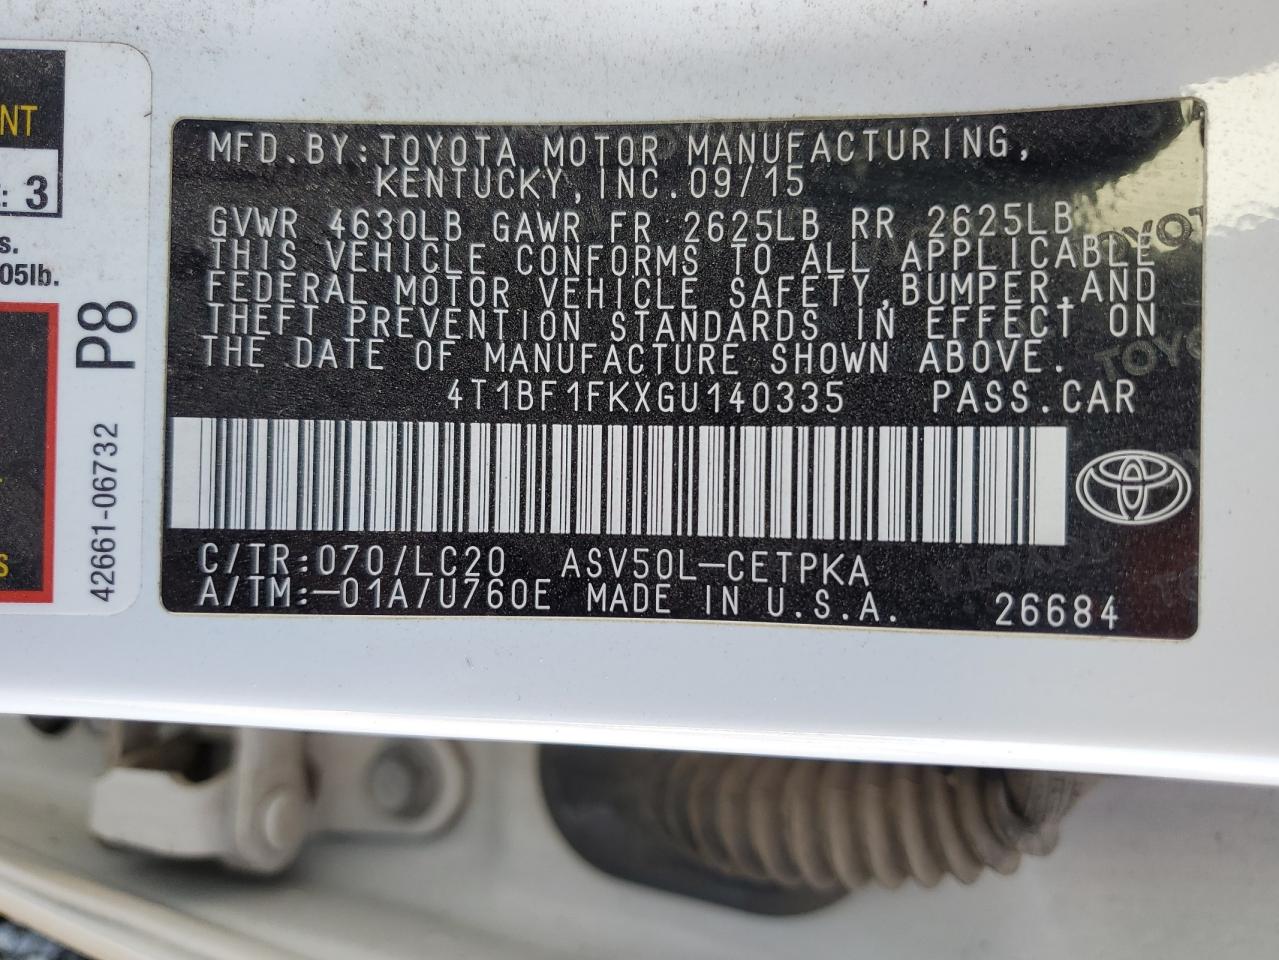 NT
: 3
s.
05lb.
P8
42661-06732
S
MFD.BY:TOYOTA MOTOR MANUFACTURING,
KENTUCKY,INC.09/15
GVWR 4630LB GAWR FR 2625LB RR 2625LB
THIS VEHICLE CONFORMS TO ALL APPLICABLE
FEDERAL MOTOR VEHICLE SAFETY,BUMPER,AND
THEFT PREVENTION STANDARDS IN EFFECT ON
THE DATE OF MANUFACTURE SHOWN ABOVE.
4T1BF1FKXGU140335 PASS.CAR
C/TR:070/LC20 ASV50L-CETPKA
A/TM:-01A/U760E MADE IN U.S.A. 26684
TOYOT
TOYO